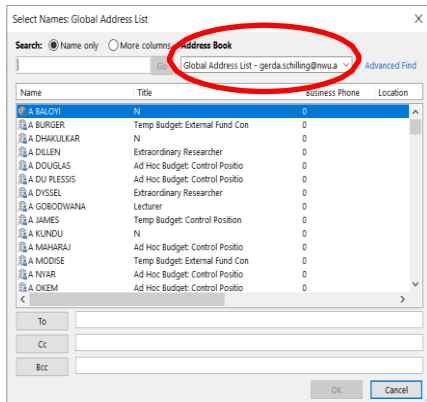 Select Names: Global Address List
Search: Name only More columns Address Book
Go Global Address List - gerda.schilling@nwu.a Advanced Find
Name Title Business Phone Location
A BALOYI N 0
A BURGER Temp Budget: External Fund Con 0
A DHAKULKAR N 0
A DILLEN Extraordinary Researcher 0
A DOUGLAS Ad Hoc Budget: Control Positio 0
A DU PLESSIS Ad Hoc Budget: Control Positio 0
A DYSSEL Extraordinary Researcher 0
A GOBODWANA Lecturer 0
A JAMES Temp Budget: Control Position 0
A KUNDU N 0
A MAHARAJ Ad Hoc Budget: Control Positio 0
A MODISE Temp Budget: External Fund Con 0
A NYAR Ad Hoc Budget: Control Positio 0
A OKEM Ad Hoc Budget: Control Positio 0
To
Cc
Bcc
OK Cancel